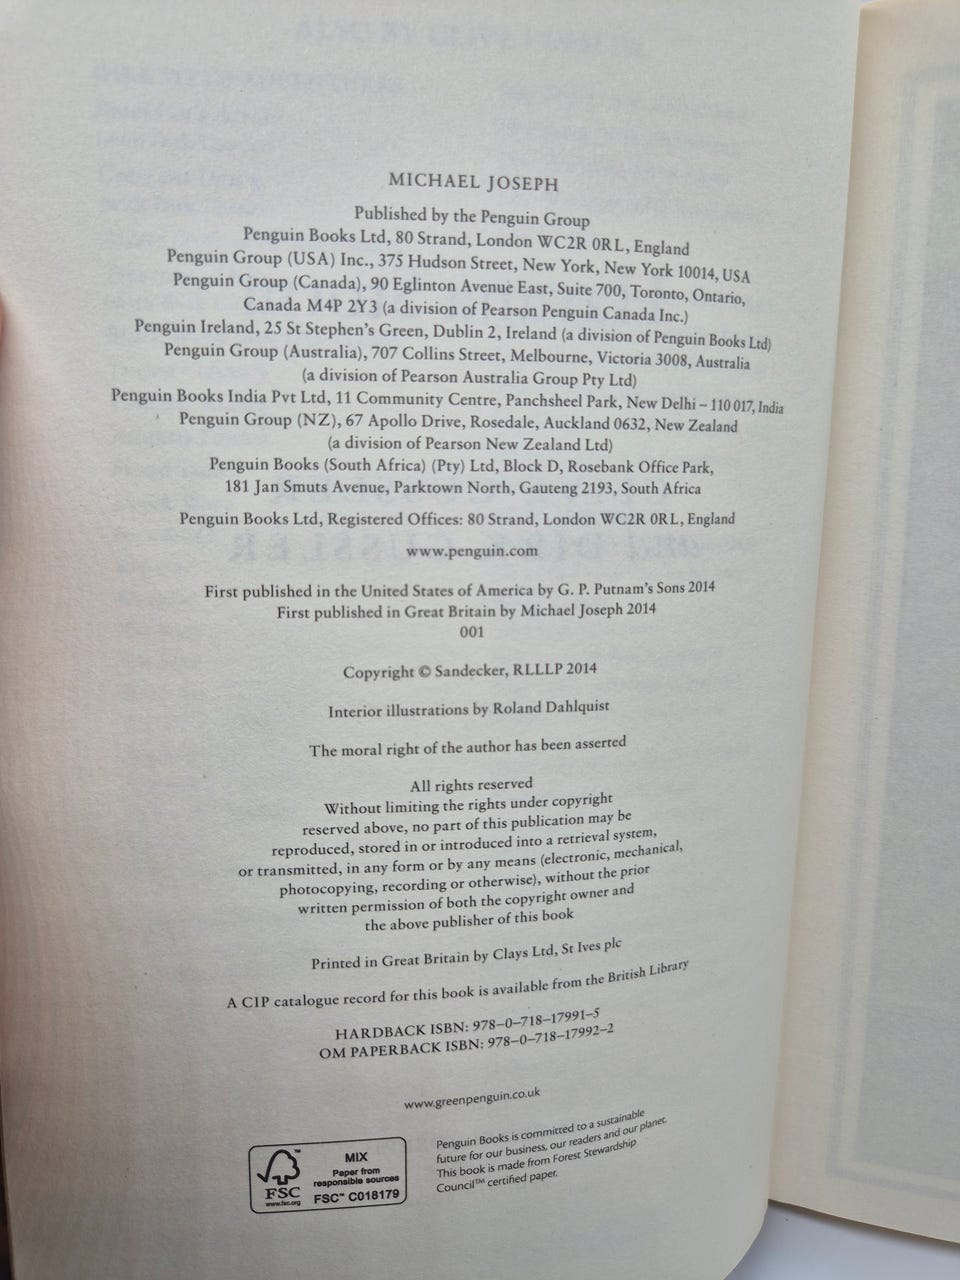 MICHAEL JOSEPH
Published by the Penguin Group
Penguin Books Ltd, 80 Strand, London WC2R 0RL, England
Penguin Group (USA) Inc., 375 Hudson Street, New York, New York 10014, USA
Penguin Group (Canada), 90 Eglinton Avenue East, Suite 700, Toronto, Ontario,
Canada M4P 2Y3 (a division of Pearson Penguin Canada Inc.)
Penguin Ireland, 25 St Stephen's Green, Dublin 2, Ireland (a division of Penguin Books Ltd)
Penguin Group (Australia), 707 Collins Street, Melbourne, Victoria 3008, Australia
(a division of Pearson Australia Group Pty Ltd)
Penguin Books India Pvt Ltd, 11 Community Centre, Panchsheel Park, New Delhi – 110 017, India
Penguin Group (NZ), 67 Apollo Drive, Rosedale, Auckland 0632, New Zealand
(a division of Pearson New Zealand Ltd)
Penguin Books (South Africa) (Pty) Ltd, Block D, Rosebank Office Park,
181 Jan Smuts Avenue, Parktown North, Gauteng 2193, South Africa
Penguin Books Ltd, Registered Offices: 80 Strand, London WC2R 0RL, England
www.penguin.com
First published in the United States of America by G. P. Putnam's Sons 2014
First published in Great Britain by Michael Joseph 2014
001
Copyright © Sandecker, RLLLP 2014
Interior illustrations by Roland Dahlquist
The moral right of the author has been asserted
All rights reserved
Without limiting the rights under copyright
reserved above, no part of this publication may be
reproduced, stored in or introduced into a retrieval system,
or transmitted, in any form or by any means (electronic, mechanical,
photocopying, recording or otherwise), without the prior
written permission of both the copyright owner and
the above publisher of this book
Printed in Great Britain by Clays Ltd, St Ives plc
A CIP catalogue record for this book is available from the British Library
HARDBACK ISBN: 978–0–718–17991–5
OM PAPERBACK ISBN: 978–0–718–17992–2
www.greenpenguin.co.uk
MIX
Paper from
responsible sources
FSC™ C018179
FSC
www.fsc.org
Penguin Books is committed to a sustainable
future for our business, our readers and our planet.
This book is made from Forest Stewardship
Council™ certified paper.